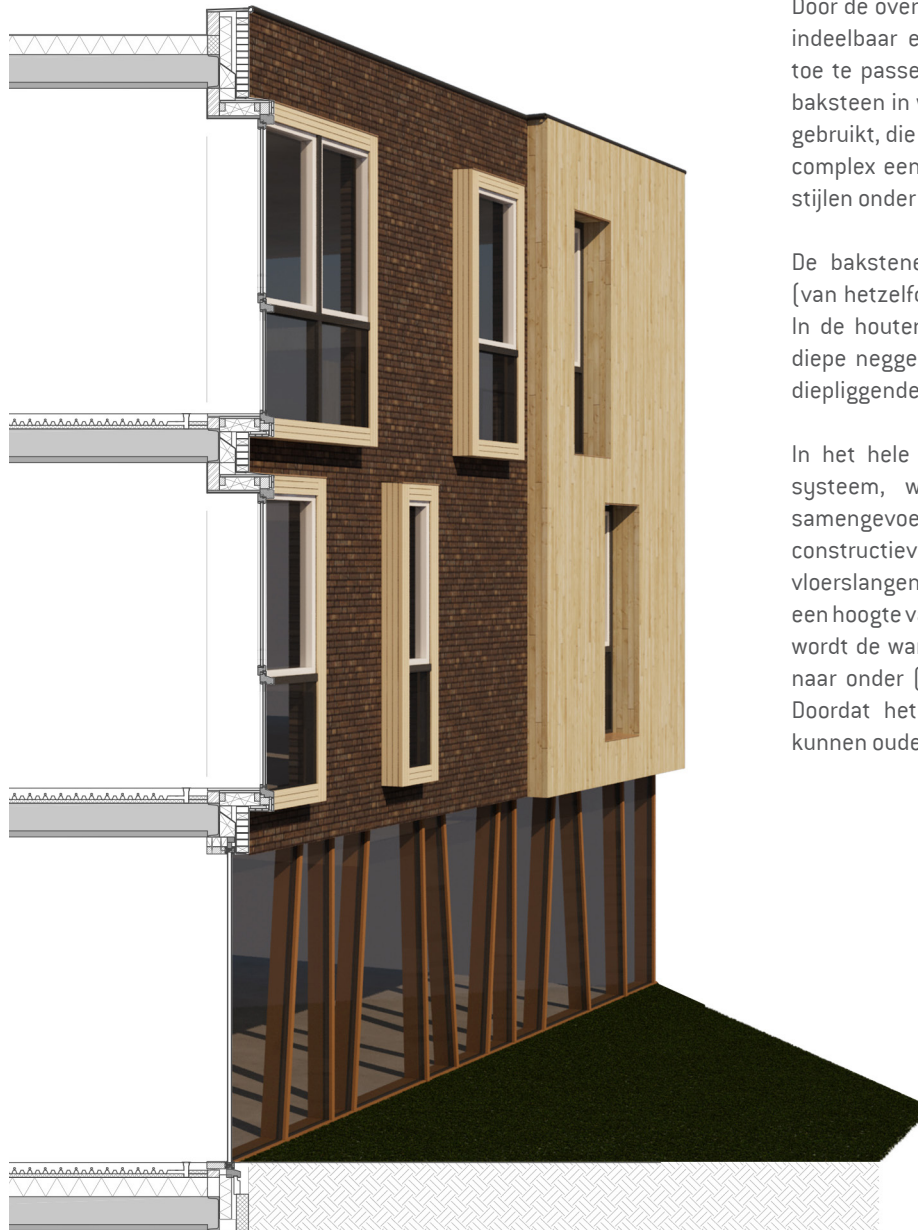 Door de over
indeelbaar e
toe te passe
baksteen in
gebruikt, die
complex een
stijlen onder

De bakstene
(van hetzelfd
In de houter
diepe negge
diepliggende

In het hele
systeem, w
samengevoe
constructiev
vloerslangen
een hoogte va
wordt de wa
naar onder (
Doordat het
kunnen oude